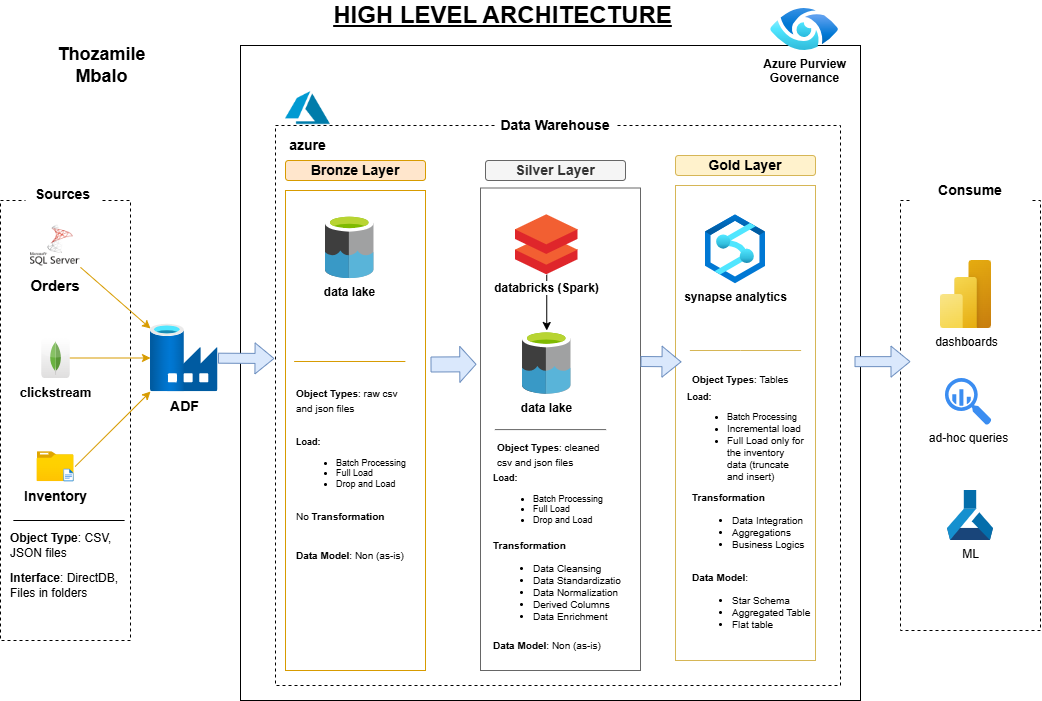 HIGH LEVEL ARCHITECTURE
Thozamile
Mbalo
Azure Purview
Governance
Data Warehouse
azure
Sources
Microsoft
SQL Server
Orders
clickstream
Inventory
Object Type: CSV,
JSON files
Interface: DirectDB,
Files in folders
ADF
Bronze Layer
data lake
Object Types: raw csv
and json files
Load:
• Batch Processing
• Full Load
• Drop and Load
No Transformation
Data Model: Non (as-is)
Silver Layer
databricks (Spark)
data lake
Object Types: cleaned
csv and json files
Load:
• Batch Processing
• Full Load
• Drop and Load
Transformation
• Data Cleansing
• Data Standardizatio
• Data Normalization
• Derived Columns
• Data Enrichment
Data Model: Non (as-is)
Gold Layer
synapse analytics
Object Types: Tables
Load:
• Batch Processing
• Incremental load
• Full Load only for
the inventory
data (truncate
and insert)
Transformation
• Data Integration
• Aggregations
• Business Logics
Data Model:
• Star Schema
• Aggregated Table
• Flat table
Consume
dashboards
ad-hoc queries
ML